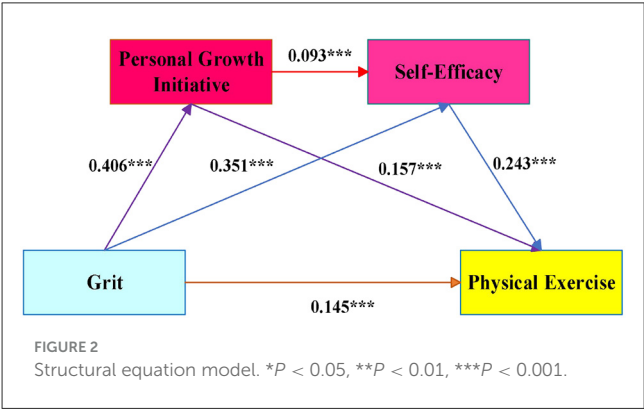 Personal Growth
Initiative
0.093***
Self-Efficacy
0.406***
0.351***
0.157***
0.243***
Grit
0.145***
Physical Exercise
FIGURE 2
Structural equation model. *P < 0.05, **P < 0.01, ***P < 0.001.